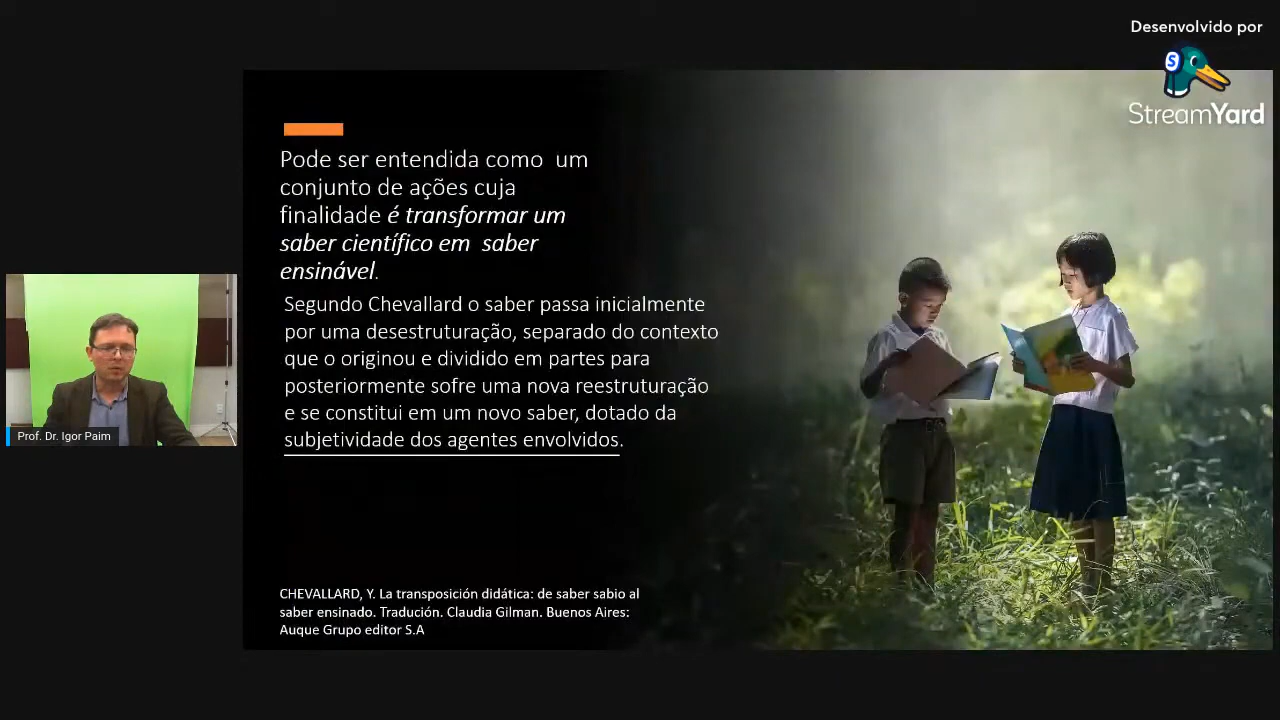 Desenvolvido por
StreamYard
Pode ser entendida como um
conjunto de ações cuja
finalidade é transformar um
saber científico em saber
ensinável.
Segundo Chevallard o saber passa inicialmente
por uma desestruturação, separado do contexto
que o originou e dividido em partes para
posteriormente sofre uma nova reestruturação
e se constitui em um novo saber, dotado da
subjetividade dos agentes envolvidos.
Prof. Dr. Igor Paim
CHEVALLARD, Y. La transposición didática: de saber sabio al
saber ensinado. Tradución. Claudia Gilman. Buenos Aires:
Auque Grupo editor S.A